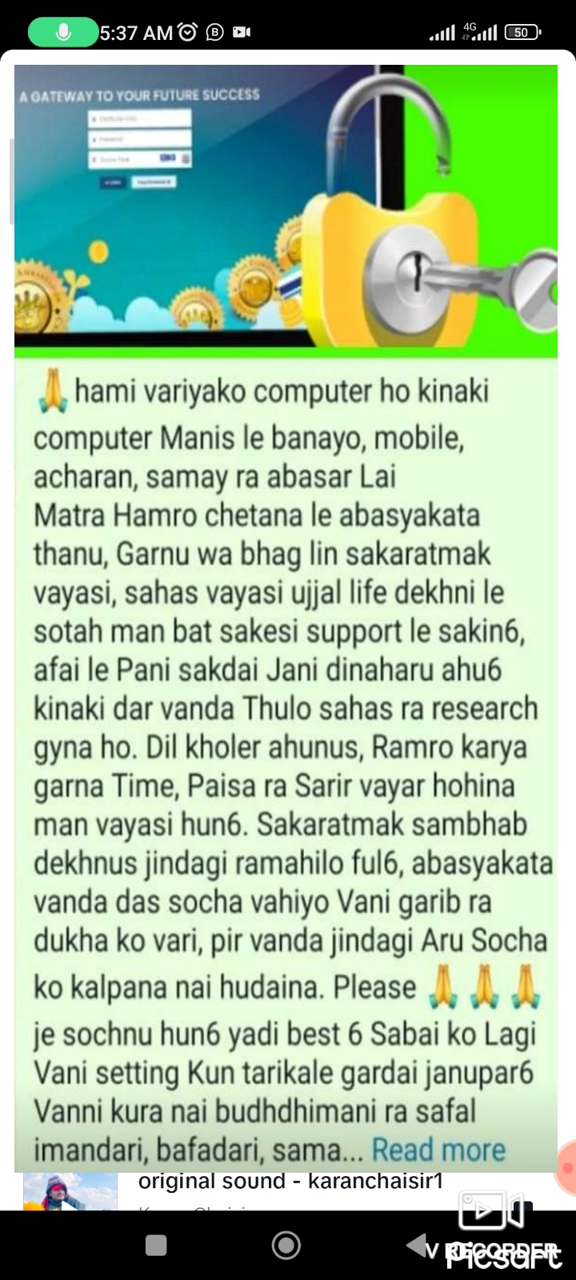 5:37 AM
4G
50
A GATEWAY TO YOUR FUTURE SUCCESS
🙏 hami variyako computer ho kinaki
computer Manis le banayo, mobile,
acharan, samay ra abasar Lai
Matra Hamro chetana le abasyakata
thanu, Garnu wa bhag lin sakaratmak
vayasi, sahas vayasi ujjal life dekhni le
sotah man bat sakesi support le sakin6,
afai le Pani sakdai Jani dinaharu ahu6
kinaki dar vanda Thulo sahas ra research
gyna ho. Dil kholer ahunus, Ramro karya
garna Time, Paisa ra Sarir vayar hohina
man vayasi hun6. Sakaratmak sambhab
dekhnus jindagi ramahilo ful6, abasyakata
vanda das socha vahiyo Vani garib ra
dukha ko vari, pir vanda jindagi Aru Socha
ko kalpana nai hudaina. Please 🙏🙏🙏
je sochnu hun6 yadi best 6 Sabai ko Lagi
Vani setting Kun tarikale gardai janupar6
Vanni kura nai budhdhimani ra safal
imandari, bafadari, sama... Read more
original sound - karanchaisir1
V RECORDER
Picsart